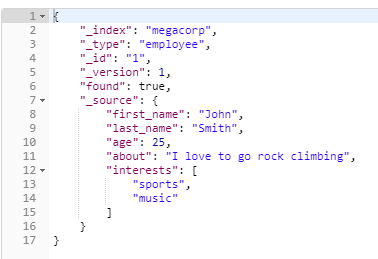 1 {
2     "_index": "megacorp",
3     "_type": "employee",
4     "_id": "1",
5     "_version": 1,
6     "found": true,
7     "_source": {
8         "first_name": "John",
9         "last_name": "Smith",
10         "age": 25,
11         "about": "I love to go rock climbing",
12         "interests": [
13             "sports",
14             "music"
15         ]
16     }
17 }